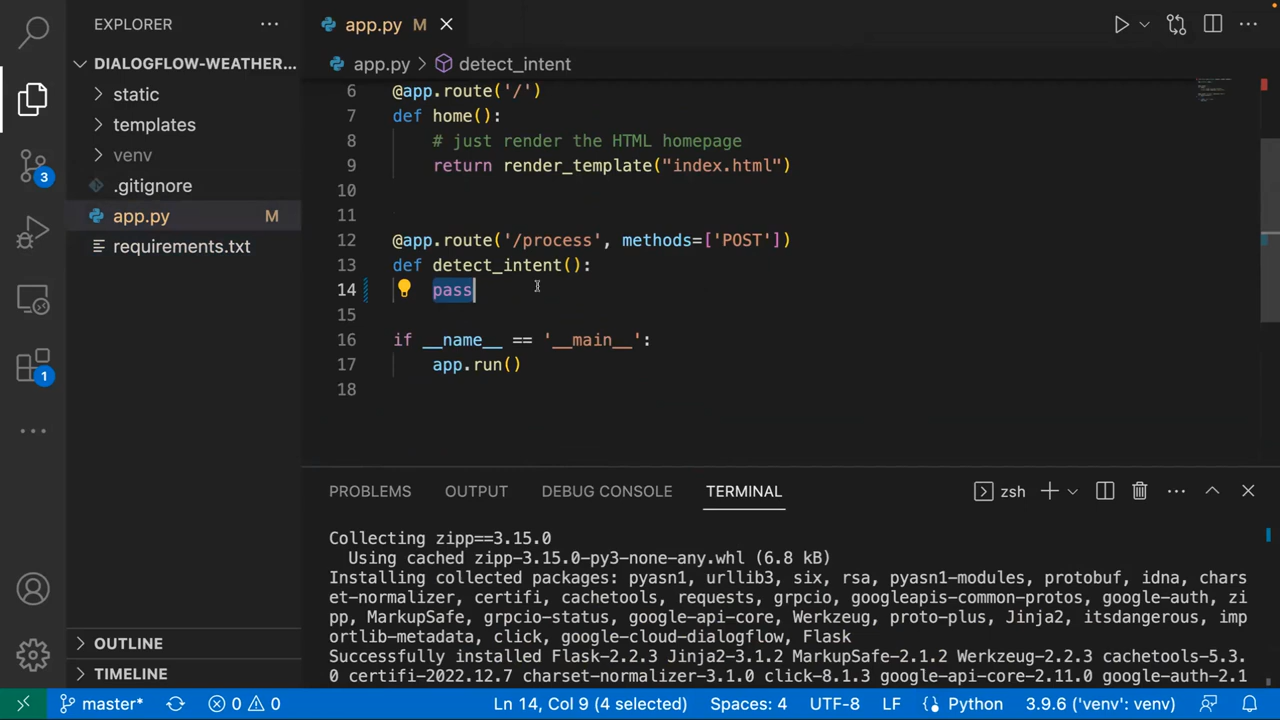 EXPLORER
DIALOGFLOW-WEATHER...
static
templates
venv
.gitignore
app.py M
requirements.txt
OUTLINE
TIMELINE
3
1
app.py M
app.py > detect_intent
6 @app.route('/')
7 def home():
8 # just render the HTML homepage
9 return render_template("index.html")
10
11
12 @app.route('/process', methods=['POST'])
13 def detect_intent():
14 pass
15
16 if __name__ == '__main__':
17 app.run()
18
PROBLEMS OUTPUT DEBUG CONSOLE TERMINAL zsh
Collecting zipp==3.15.0
Using cached zipp-3.15.0-py3-none-any.whl (6.8 kB)
Installing collected packages: pyasn1, urllib3, six, rsa, pyasn1-modules, protobuf, idna, chars
et-normalizer, certifi, cachetools, requests, grpcio, googleapis-common-protos, google-auth, zi
pp, MarkupSafe, grpcio-status, google-api-core, Werkzeug, proto-plus, Jinja2, itsdangerous, imp
ortlib-metadata, click, google-cloud-dialogflow, Flask
Successfully installed Flask-2.2.3 Jinja2-3.1.2 MarkupSafe-2.1.2 Werkzeug-2.2.3 cachetools-5.3.
0 certifi-2022.12.7 charset-normalizer-3.1.0 click-8.1.3 google-api-core-2.11.0 google-auth-2.1
master* 0 0 Ln 14, Col 9 (4 selected) Spaces: 4 UTF-8 LF Python 3.9.6 ('venv': venv)